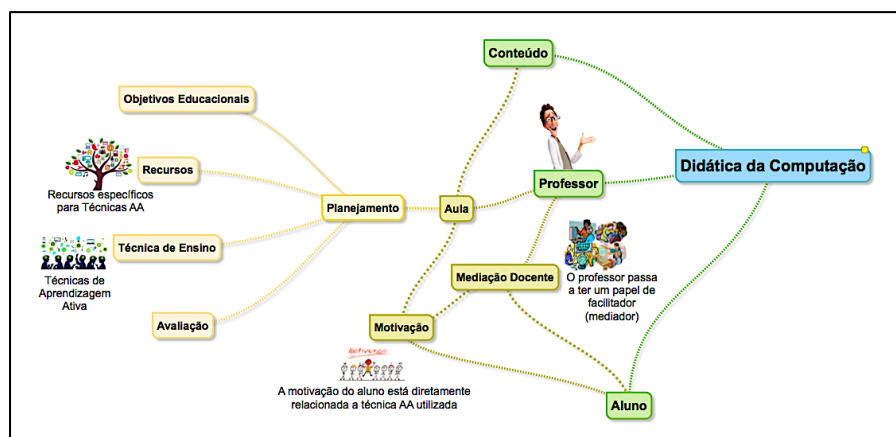 Conteúdo
Objetivos Educacionais
Didática da Computação
Recursos
Professor
Recursos específicos
para Técnicas AA
Planejamento
Aula
Técnica de Ensino
Mediação Docente
O professor passa
a ter um papel de
facilitador
(mediador)
Técnicas de
Aprendizagem
Ativa
Avaliação
Motivação
A motivação do aluno está diretamente
relacionada a técnica AA utilizada
Aluno